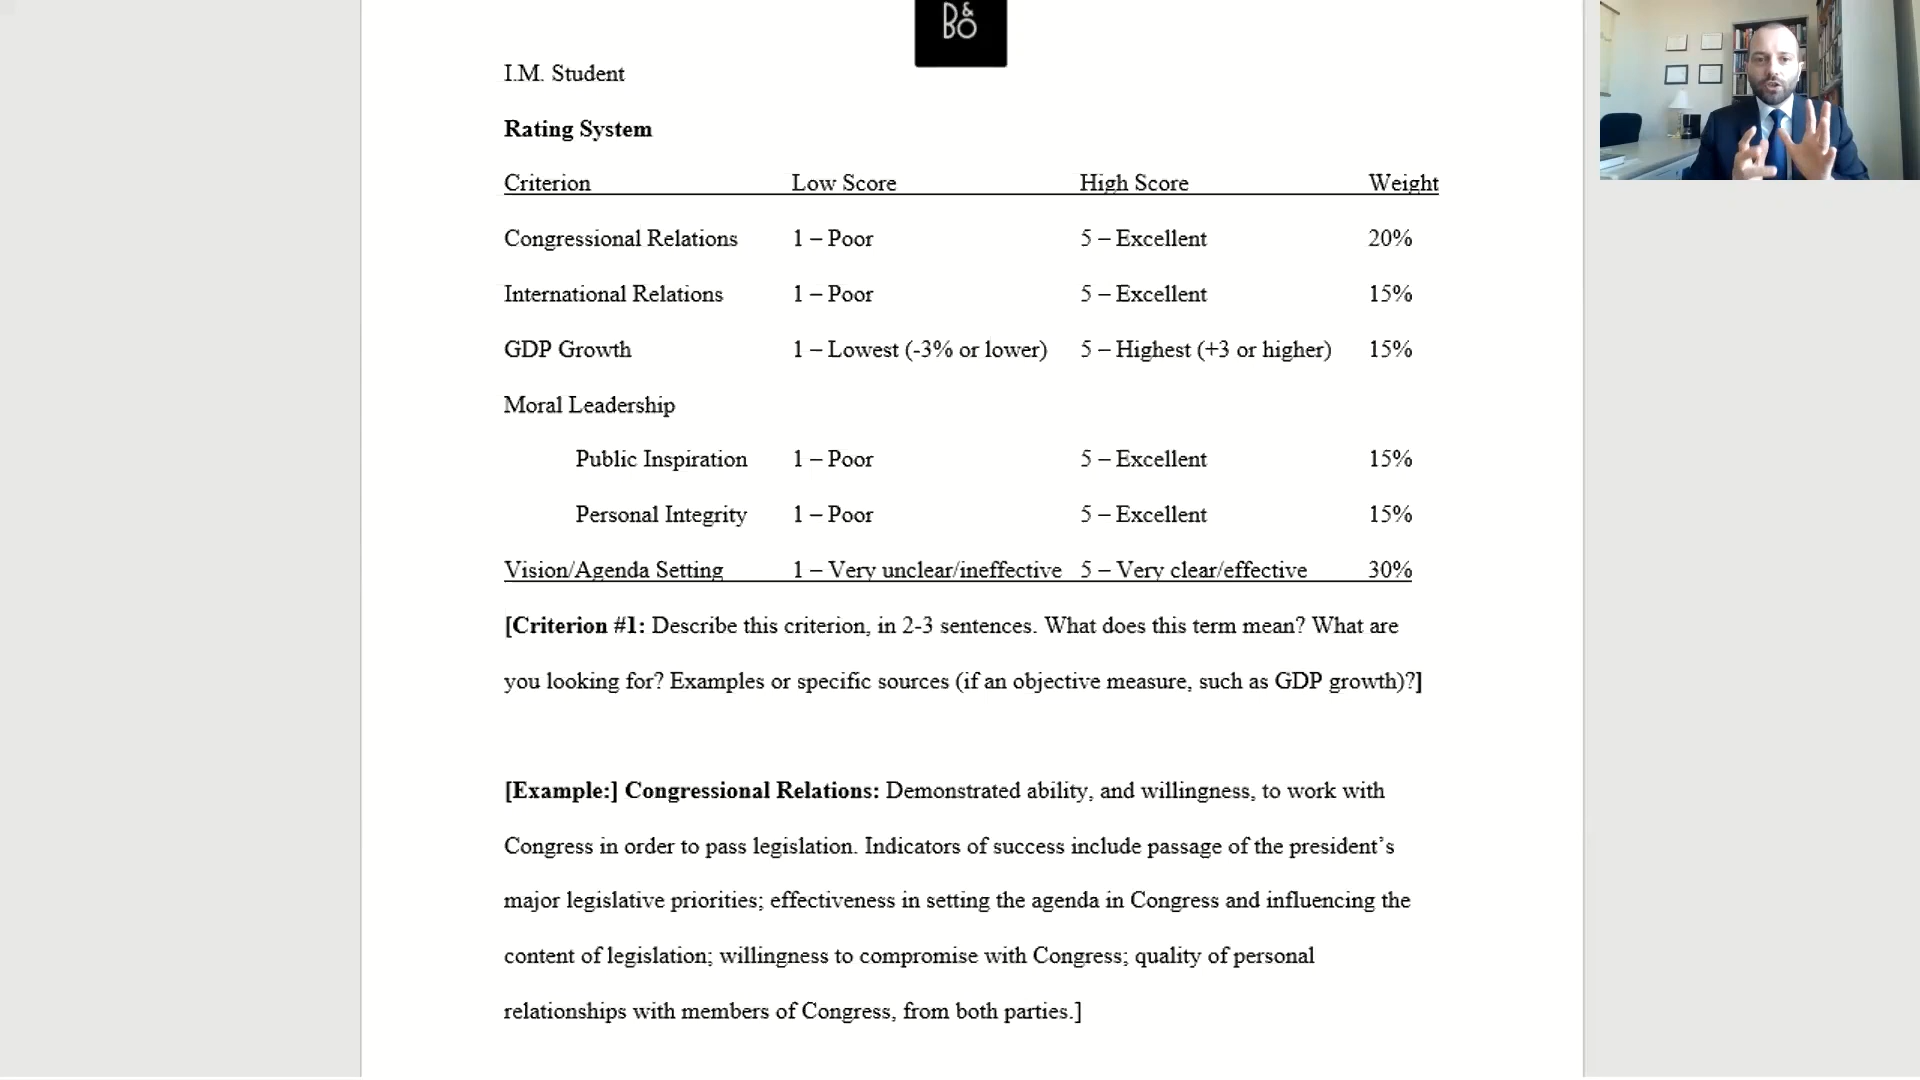 B&O
I.M. Student
Rating System
Criterion Low Score High Score Weight
Congressional Relations 1 – Poor 5 – Excellent 20%
International Relations 1 – Poor 5 – Excellent 15%
GDP Growth 1 – Lowest (-3% or lower) 5 – Highest (+3 or higher) 15%
Moral Leadership
Public Inspiration 1 – Poor 5 – Excellent 15%
Personal Integrity 1 – Poor 5 – Excellent 15%
Vision/Agenda Setting 1 – Very unclear/ineffective 5 – Very clear/effective 30%
[Criterion #1: Describe this criterion, in 2-3 sentences. What does this term mean? What are
you looking for? Examples or specific sources (if an objective measure, such as GDP growth)?]
[Example:] Congressional Relations: Demonstrated ability, and willingness, to work with
Congress in order to pass legislation. Indicators of success include passage of the president’s
major legislative priorities; effectiveness in setting the agenda in Congress and influencing the
content of legislation; willingness to compromise with Congress; quality of personal
relationships with members of Congress, from both parties.]